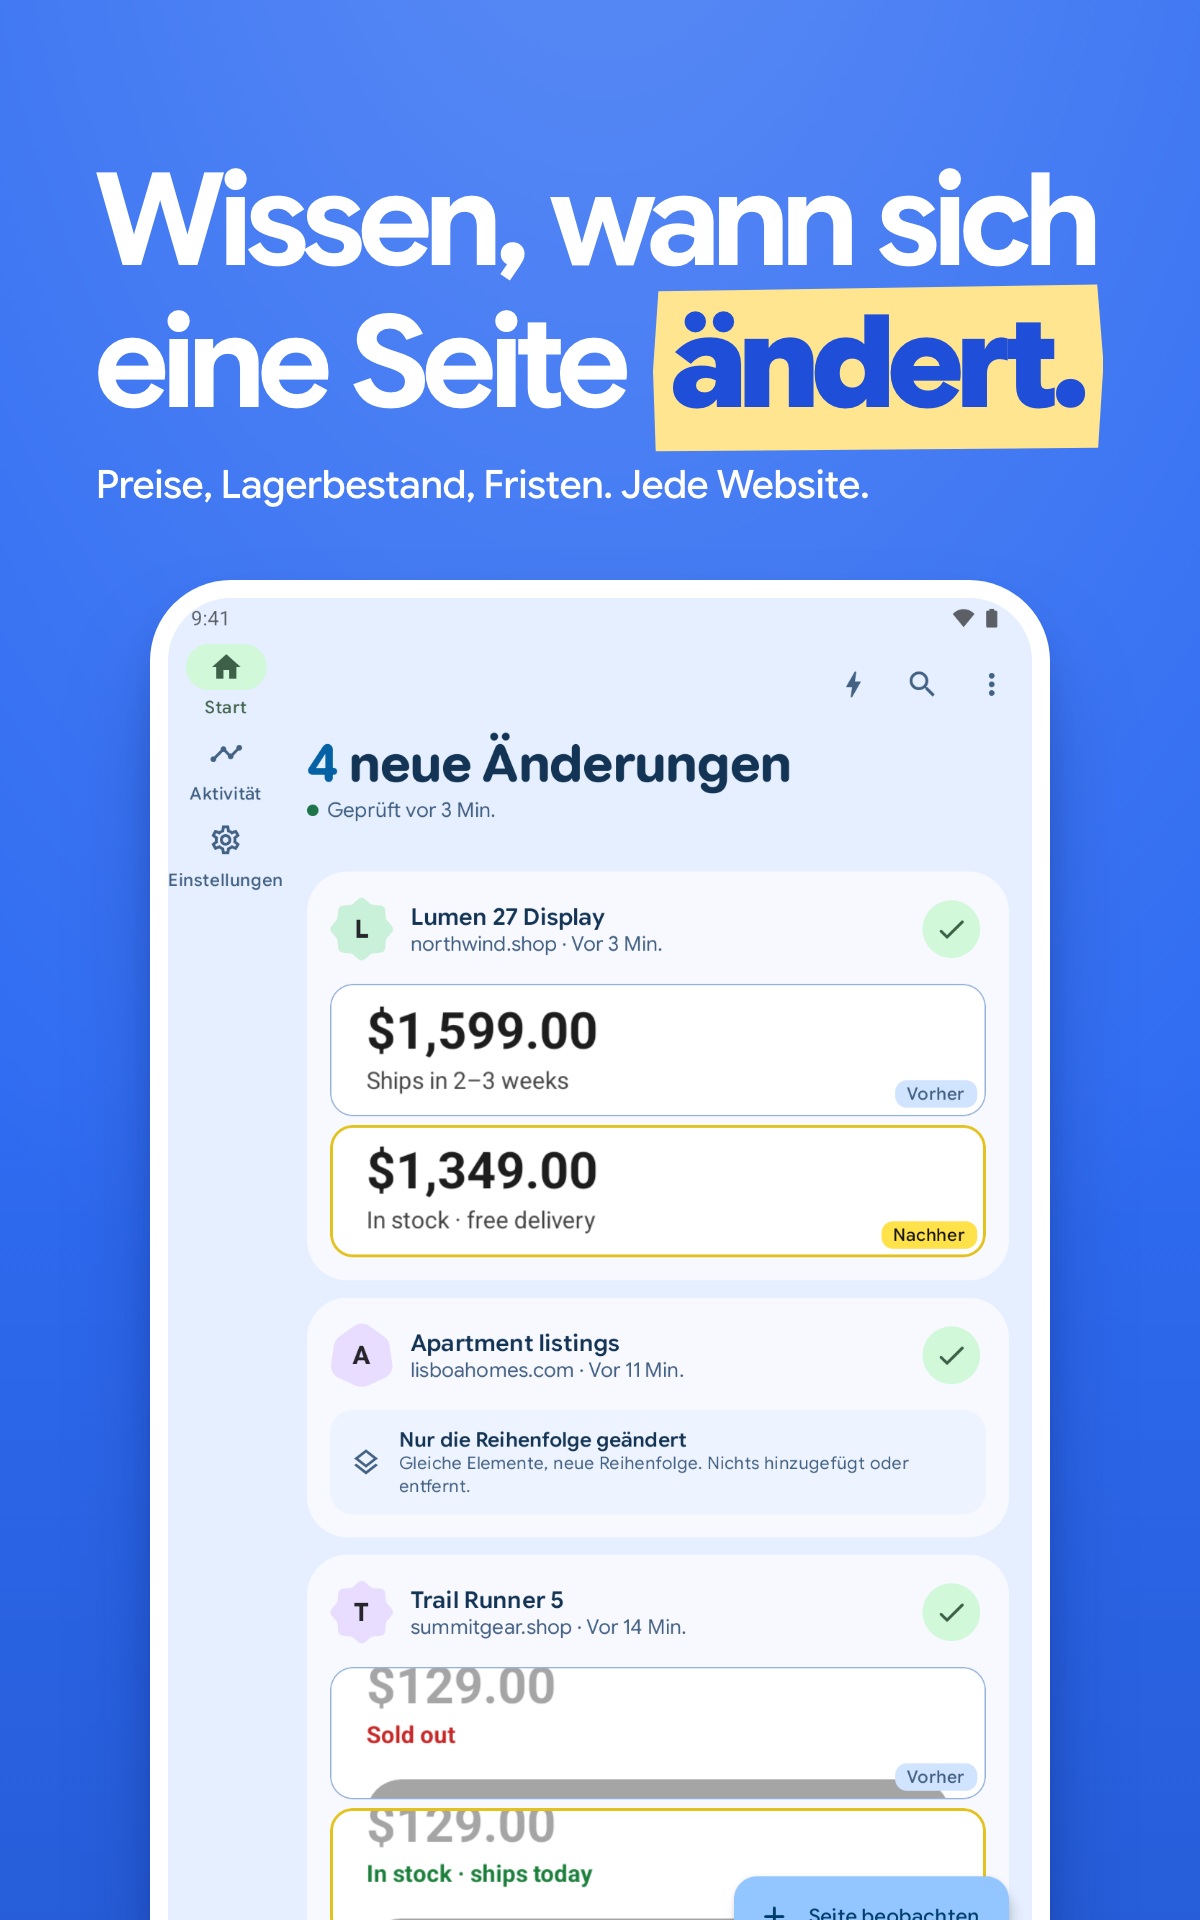 Wissen, wann sich
eine Seite ändert.
Preise, Lagerbestand, Fristen. Jede Website.
9:41
Start
Aktivität
Einstellungen
4 neue Änderungen
Geprüft vor 3 Min.
L
Lumen 27 Display
northwind.shop · Vor 3 Min.
$1,599.00
Ships in 2–3 weeks
Vorher
$1,349.00
In stock · free delivery
Nachher
A
Apartment listings
lisboahomes.com · Vor 11 Min.
Nur die Reihenfolge geändert
Gleiche Elemente, neue Reihenfolge. Nichts hinzugefügt oder
entfernt.
T
Trail Runner 5
summitgear.shop · Vor 14 Min.
$129.00
Sold out
Vorher
$129.00
In stock · ships today
Seite beobachten